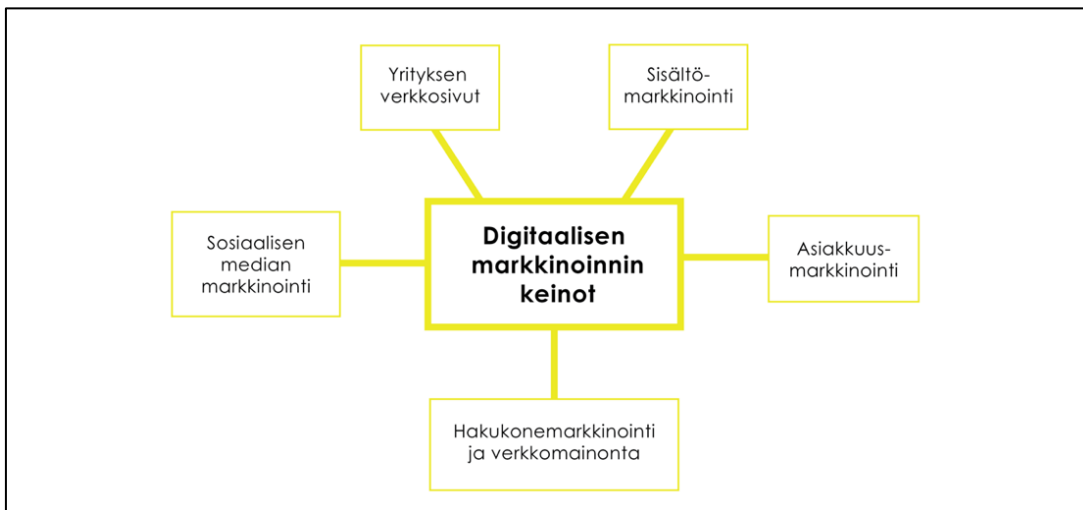 Yrityksen
verkkosivut
Sisältö-
markkinointi
Sosiaalisen
median
markkinointi
Digitaalisen
markkinoinnin
keinot
Asiakkuus-
markkinointi
Hakukonemarkkinointi
ja verkkomainonta